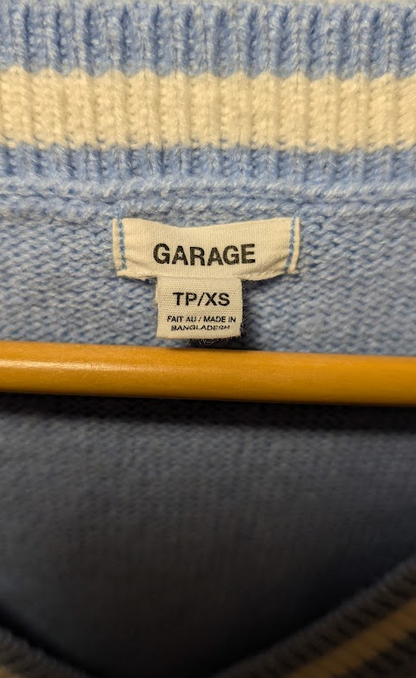 GARAGE
TP/XS
FAIT AU / MADE IN
BANGLADESH